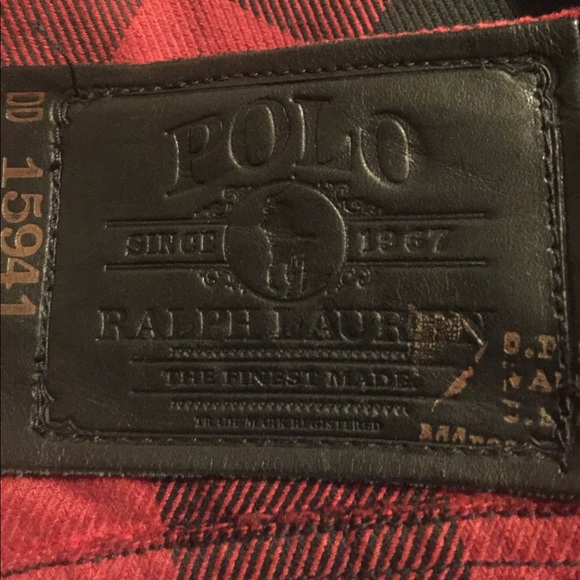 POLO
SINCE 1967
RALPH LAUREN
THE FINEST MADE
TRADE MARK REGISTERED
DD 15941